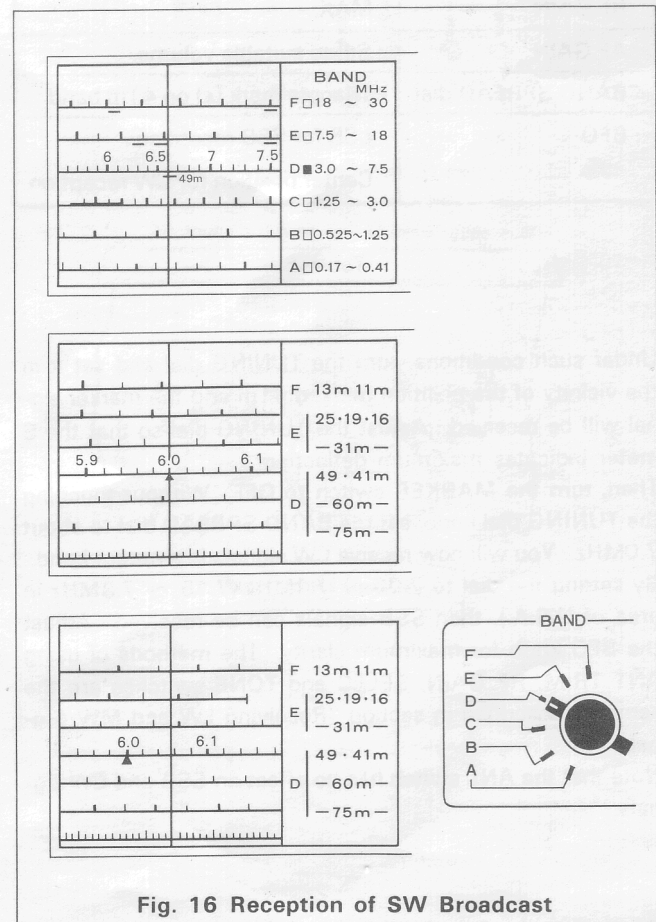 BAND
MHz
F □ 18 ~ 30
E □ 7.5 ~ 18
6 6.5 7 7.5
D ■ 3.0 ~ 7.5
49m
C □ 1.25 ~ 3.0
B □ 0.525~1.25
A □ 0.17 ~ 0.41
F 13m 11m
25·19·16
E
31m
5.9 6.0 6.1
49·41m
D 60m
75m
F 13m 11m
25·19·16
E
31m
6.0 6.1
49·41m
D 60m
75m
BAND
F
E
D
C
B
A
Fig. 16 Reception of SW Broadcast